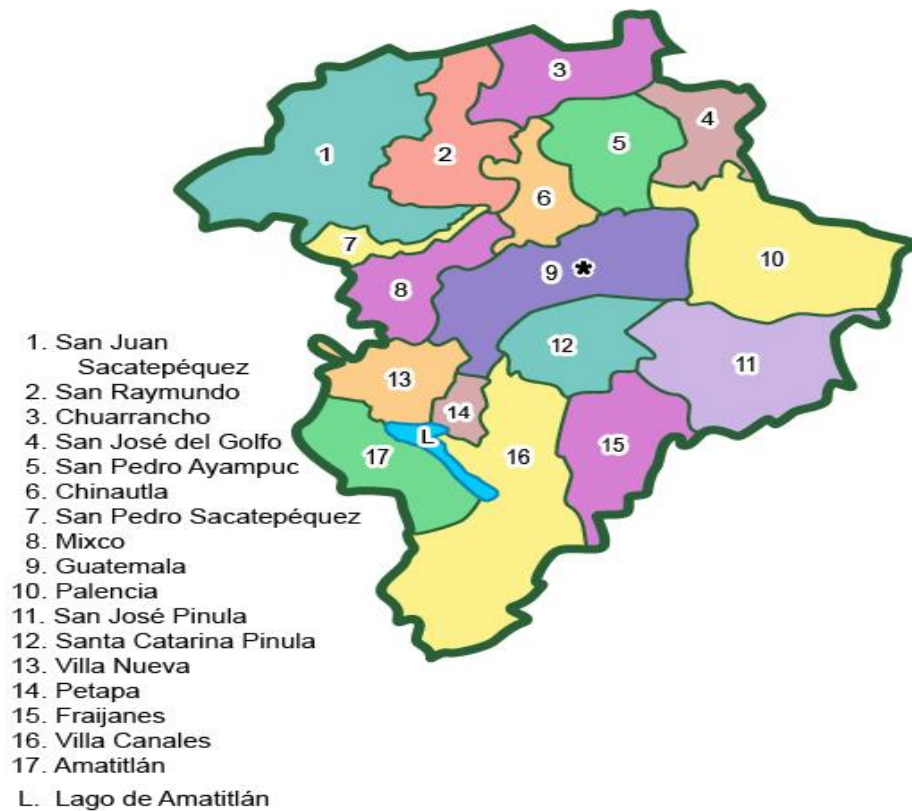 3
4
5
1
2
6
7
10
9 *
8
12
11
13
14
L
15
16
17
1. San Juan
Sacatepéquez
2. San Raymundo
3. Chuarrancho
4. San José del Golfo
5. San Pedro Ayampuc
6. Chinautla
7. San Pedro Sacatepéquez
8. Mixco
9. Guatemala
10. Palencia
11. San José Pinula
12. Santa Catarina Pinula
13. Villa Nueva
14. Petapa
15. Fraijanes
16. Villa Canales
17. Amatitlán
L. Lago de Amatitlán